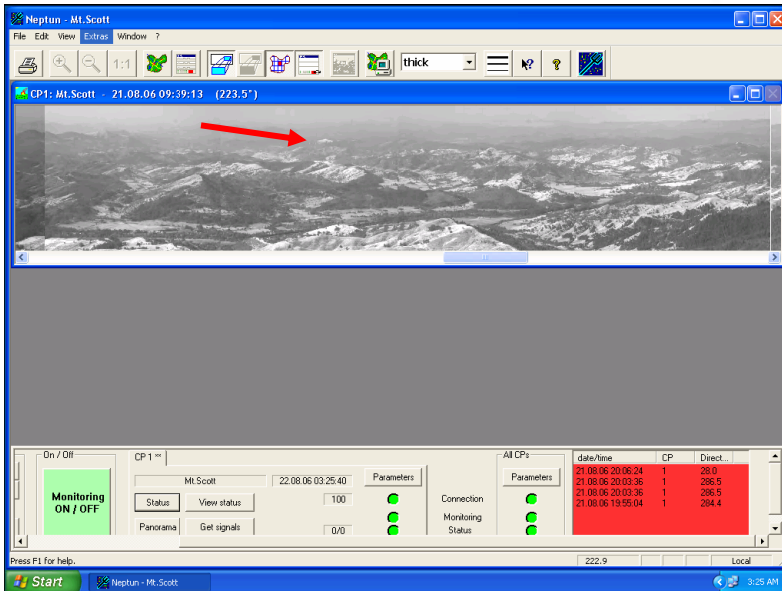 Neptun - Mt.Scott
File Edit View Extras Window ?
1:1 thick
CP1: Mt.Scott - 21.08.06 09:39:13 (223.5°)
On / Off
CP 1
All CPs
date/time CP Direct...
21.08.06 20:06:24 1 28.0
21.08.06 20:03:36 1 286.5
21.08.06 20:03:36 1 286.5
21.08.06 19:55:04 1 284.4
Mt.Scott 22.08.06 03:25:40 Parameters Parameters
Monitoring
ON / OFF
Status View status 100 Connection
Monitoring
Panorama Get signals 0/0 Status
Press F1 for help. 222.9 Local
Start Neptun - Mt.Scott 3:25 AM